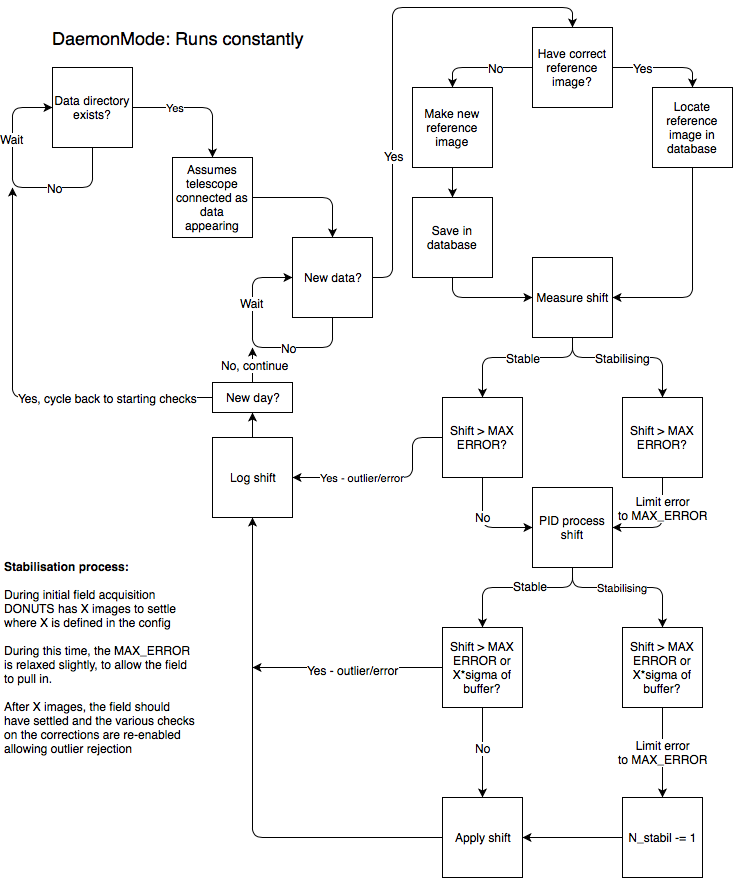 DaemonMode: Runs constantly
Data directory
exists?
Yes
Wait
No
Assumes
telescope
connected as
data
appearing
New data?
Wait
No
Yes
Have correct
reference
image?
No
Yes
Make new
reference
image
Locate
reference
image in
database
Save in
database
Measure shift
Stable
Stabilising
No, continue
New day?
Yes, cycle back to starting checks
Shift > MAX
ERROR?
Shift > MAX
ERROR?
Log shift
Yes - outlier/error
No
Limit error
to MAX_ERROR
PID process
shift
Stable
Stabilising
Stabilisation process:
During initial field acquisition
DONUTS has X images to settle
where X is defined in the config
During this time, the MAX_ERROR
is relaxed slightly, to allow the field
to pull in.
After X images, the field should
have settled and the various checks
on the corrections are re-enabled
allowing outlier rejection
Shift > MAX
ERROR or
X*sigma of
buffer?
Shift > MAX
ERROR or
X*sigma of
buffer?
Yes - outlier/error
No
Limit error
to MAX_ERROR
Apply shift
N_stabil -= 1